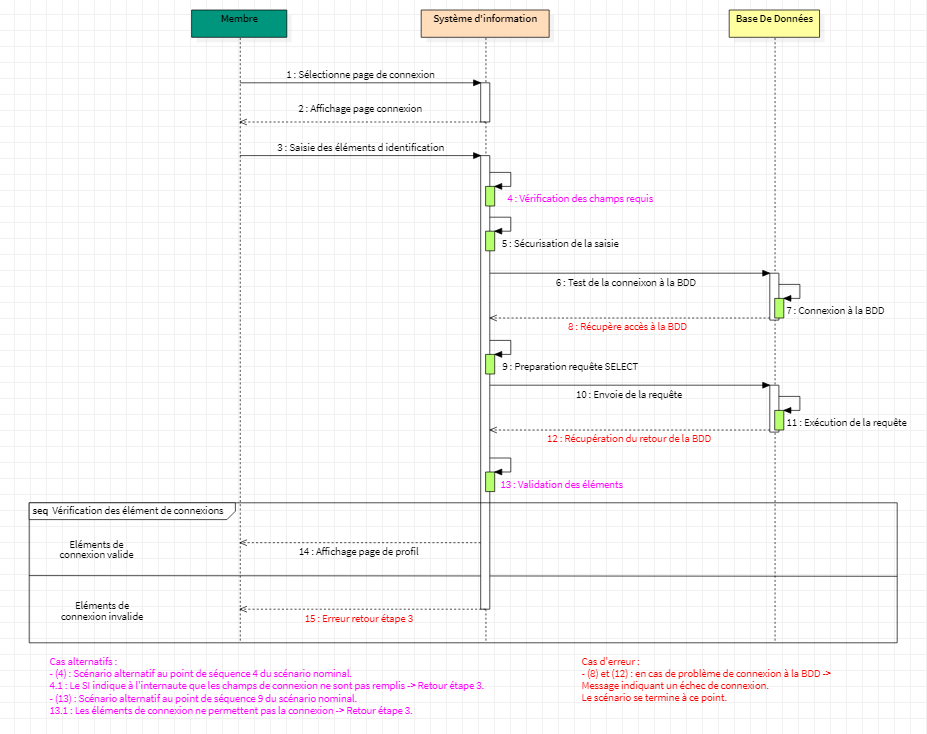 Membre
Système d'information
Base De Données
1 : Sélectionne page de connexion
2 : Affichage page connexion
3 : Saisie des éléments d identification
4 : Vérification des champs requis
5 : Sécurisation de la saisie
6 : Test de la conneixon à la BDD
7 : Connexion à la BDD
8 : Récupère accès à la BDD
9 : Preparation requête SELECT
10 : Envoie de la requête
11 : Exécution de la requête
12 : Récupération du retour de la BDD
13 : Validation des éléments
seq Vérification des élément de connexions
Eléments de
connexion valide
14 : Affichage page de profil
Eléments de
connexion invalide
15 : Erreur retour étape 3
Cas alternatifs :
- (4) : Scénario alternatif au point de séquence 4 du scénario nominal.
4.1 : Le SI indique à l'internaute que les champs de connexion ne sont pas remplis -> Retour étape 3.
- (13) : Scénario alternatif au point de séquence 9 du scénario nominal.
13.1 : Les éléments de connexion ne permettent pas la connexion -> Retour étape 3.
Cas d'erreur :
- (8) et (12) : en cas de problème de connexion à la BDD ->
Message indiquant un échec de connexion.
Le scénario se termine à ce point.